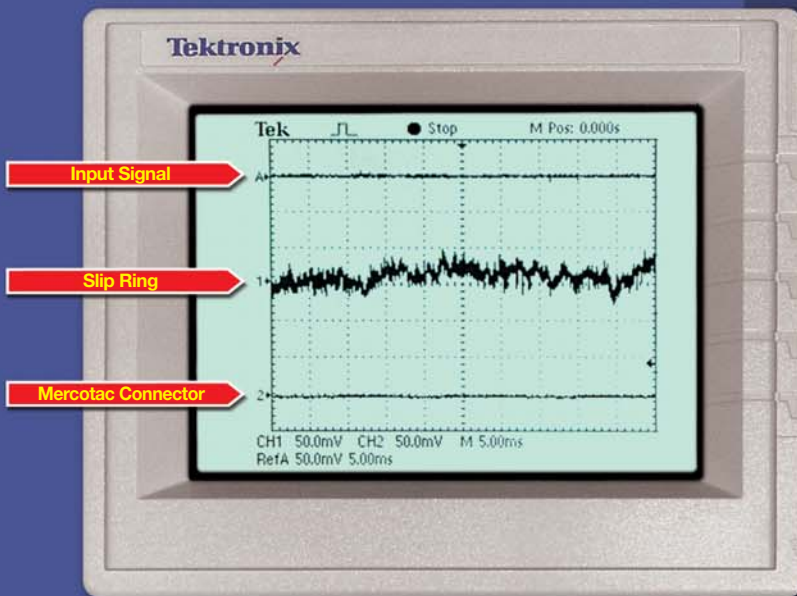 Tektronix
Tek Stop M Pos: 0.000s
Input Signal A
Slip Ring 1
Mercotac Connector 2
CH1 50.0mV CH2 50.0mV M 5.00ms
RefA 50.0mV 5.00ms